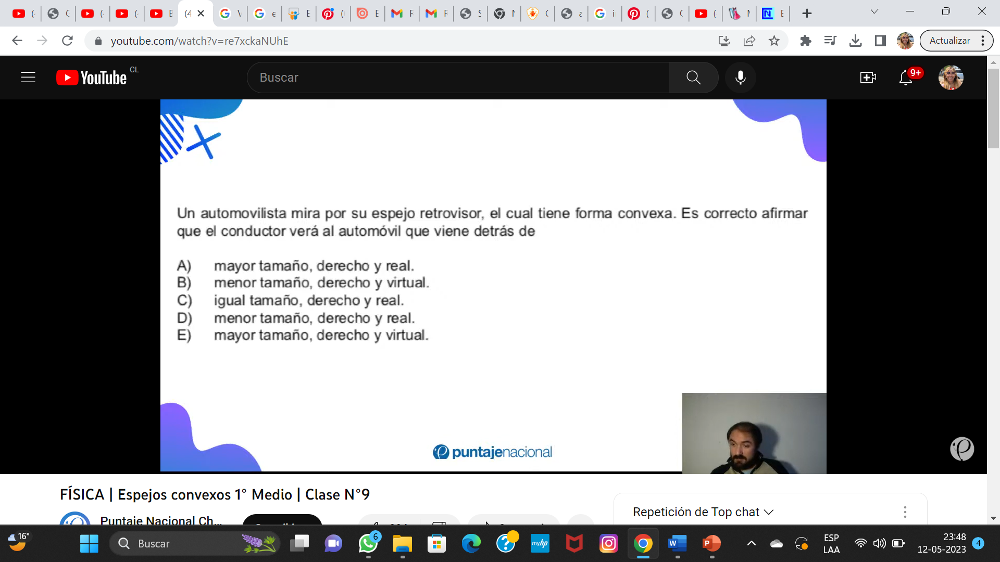 youtube.com/watch?v=re7xckaNUhE
Actualizar
YouTube CL
Buscar
9+
Un automovilista mira por su espejo retrovisor, el cual tiene forma convexa. Es correcto afirmar
que el conductor verá al automóvil que viene detrás de
A) mayor tamaño, derecho y real.
B) menor tamaño, derecho y virtual.
C) igual tamaño, derecho y real.
D) menor tamaño, derecho y real.
E) mayor tamaño, derecho y virtual.
puntajenacional
FÍSICA | Espejos convexos 1° Medio | Clase N°9
Repetición de Top chat
Puntaje Nacional Ch...
16°
Buscar
6
myhp
ESP
LAA
23:48
12-05-2023
4